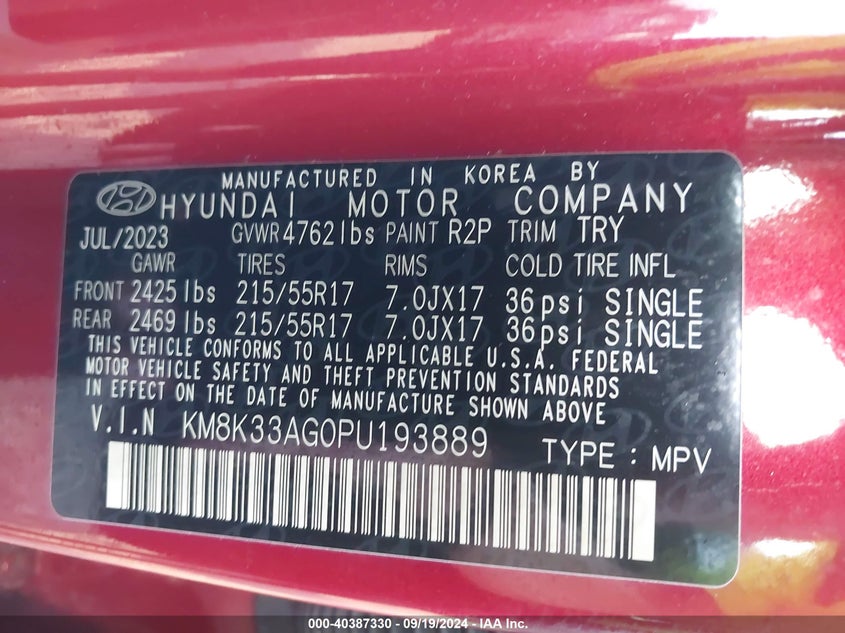 MANUFACTURED IN KOREA BY
HYUNDAI MOTOR COMPANY
JUL/2023 GVWR 4762lbs PAINT R2P TRIM TRY
GAWR TIRES RIMS COLD TIRE INFL
FRONT 2425 lbs 215/55R17 7.0JX17 36psi SINGLE
REAR 2469 lbs 215/55R17 7.0JX17 36psi SINGLE
THIS VEHICLE CONFORMS TO ALL APPLICABLE U.S.A. FEDERAL
MOTOR VEHICLE SAFETY AND THEFT PREVENTION STANDARDS
IN EFFECT ON THE DATE OF MANUFACTURE SHOWN ABOVE.
V.I.N KM8K33AG0PU193889
TYPE : MPV
000-40387330 - 09/19/2024 - IAA Inc.